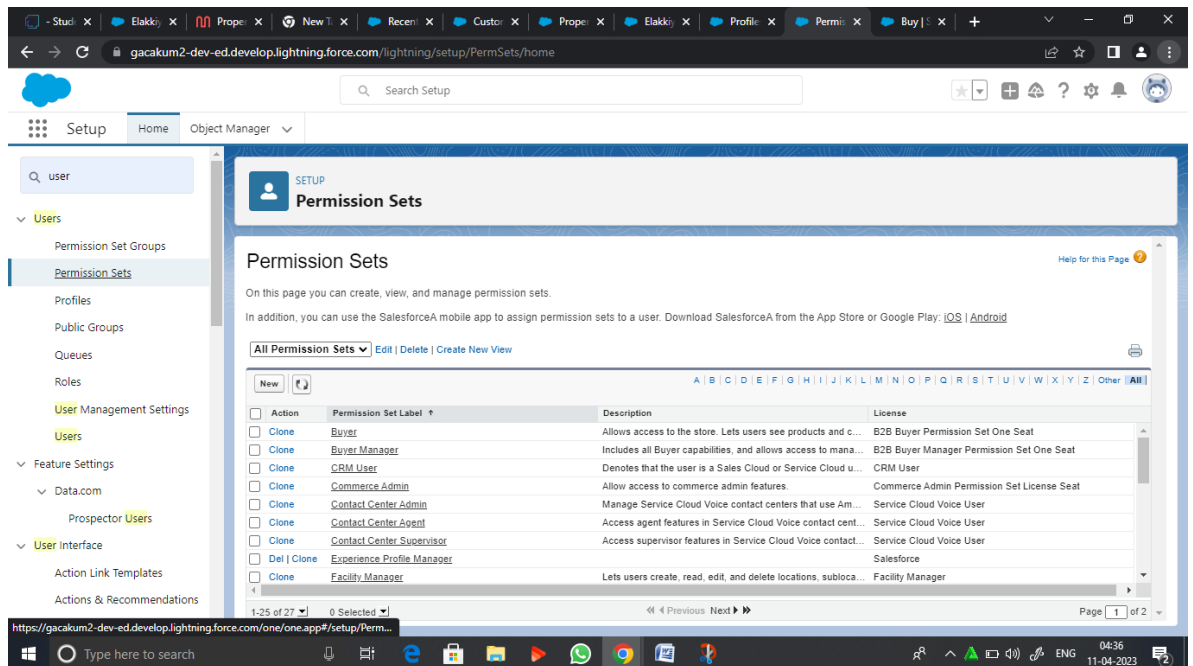 - Stude
Elakkiy
Proper
New T
Recent
Custor
Proper
Elakkiy
Profile
Permis
Buy | S
gacakum2-dev-ed.develop.lightning.force.com/lightning/setup/PermSets/home
Search Setup
Setup Home Object Manager
user
Users
Permission Set Groups
Permission Sets
Profiles
Public Groups
Queues
Roles
User Management Settings
Users
Feature Settings
Data.com
Prospector Users
User Interface
Action Link Templates
Actions & Recommendations
SETUP
Permission Sets
Permission Sets
Help for this Page
On this page you can create, view, and manage permission sets.
In addition, you can use the SalesforceA mobile app to assign permission sets to a user. Download SalesforceA from the App Store or Google Play: iOS | Android
All Permission Sets Edit | Delete | Create New View
New A | B | C | D | E | F | G | H | I | J | K | L | M | N | O | P | Q | R | S | T | U | V | W | X | Y | Z | Other | All
Action Permission Set Label ↑ Description License
Clone Buyer Allows access to the store. Lets users see products and c... B2B Buyer Permission Set One Seat
Clone Buyer Manager Includes all Buyer capabilities, and allows access to mana... B2B Buyer Manager Permission Set One Seat
Clone CRM User Denotes that the user is a Sales Cloud or Service Cloud u... CRM User
Clone Commerce Admin Allow access to commerce admin features. Commerce Admin Permission Set License Seat
Clone Contact Center Admin Manage Service Cloud Voice contact centers that use Am... Service Cloud Voice User
Clone Contact Center Agent Access agent features in Service Cloud Voice contact cent... Service Cloud Voice User
Clone Contact Center Supervisor Access supervisor features in Service Cloud Voice contact... Service Cloud Voice User
Del | Clone Experience Profile Manager Salesforce
Clone Facility Manager Lets users create, read, edit, and delete locations, subloca... Facility Manager
1-25 of 27 0 Selected Previous Next Page 1 of 2
https://gacakum2-dev-ed.develop.lightning.force.com/one/one.app#/setup/Perm...
Type here to search
ENG
04:36
11-04-2023
2